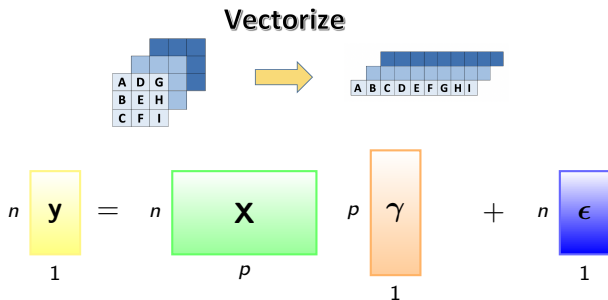 Vectorize
A D G
B E H
C F I
A B C D E F G H I
n y = n X p γ + n ϵ
1 p 1 1